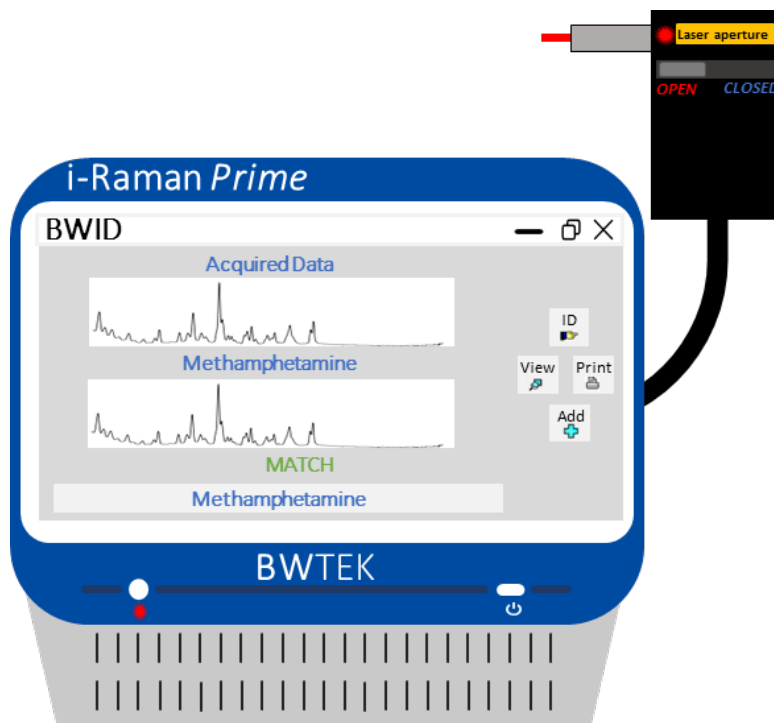 Laser aperture
OPEN CLOSED
i-Raman Prime
BWID
Acquired Data
ID
Methamphetamine
View Print
Add
MATCH
Methamphetamine
BWTEK